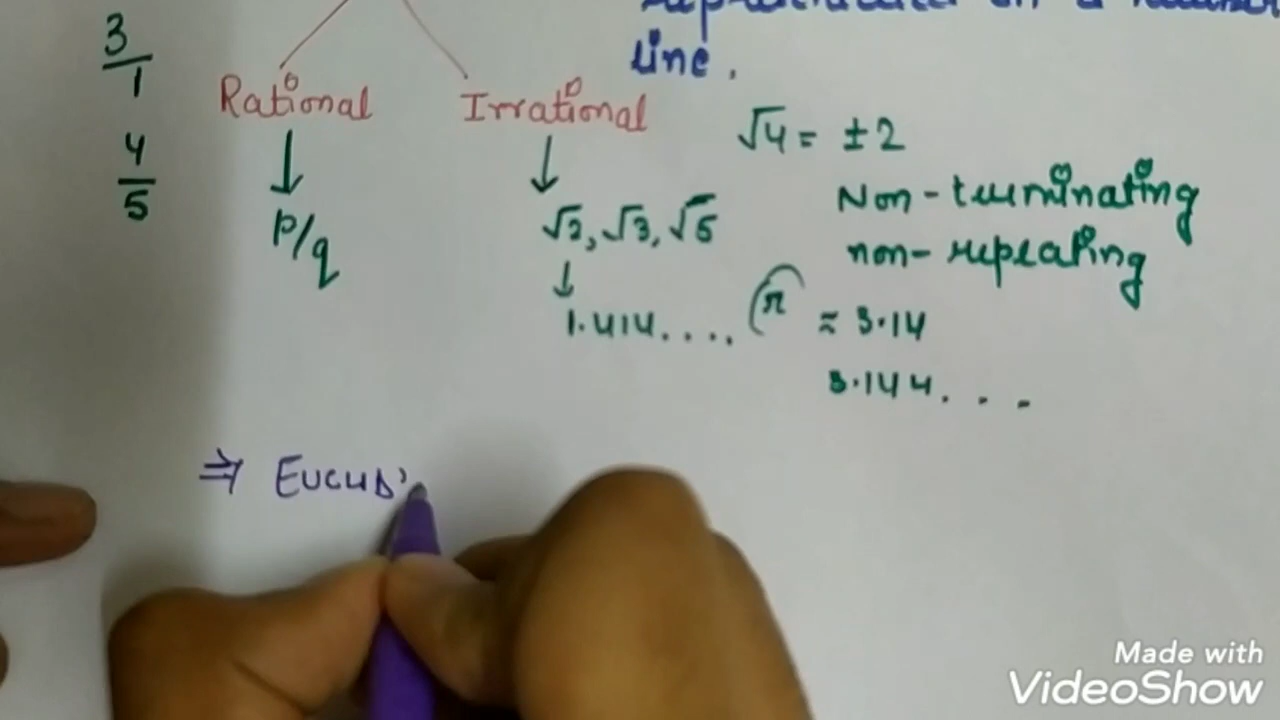 line.
3/1
Rational Irrational
√4 = ±2
4/5
p/q
√2, √3, √5
Non-terminating
non-repeating
1.414.... π ≈ 3.14
3.144...
⇒ EUCLID'
Made with
VideoShow